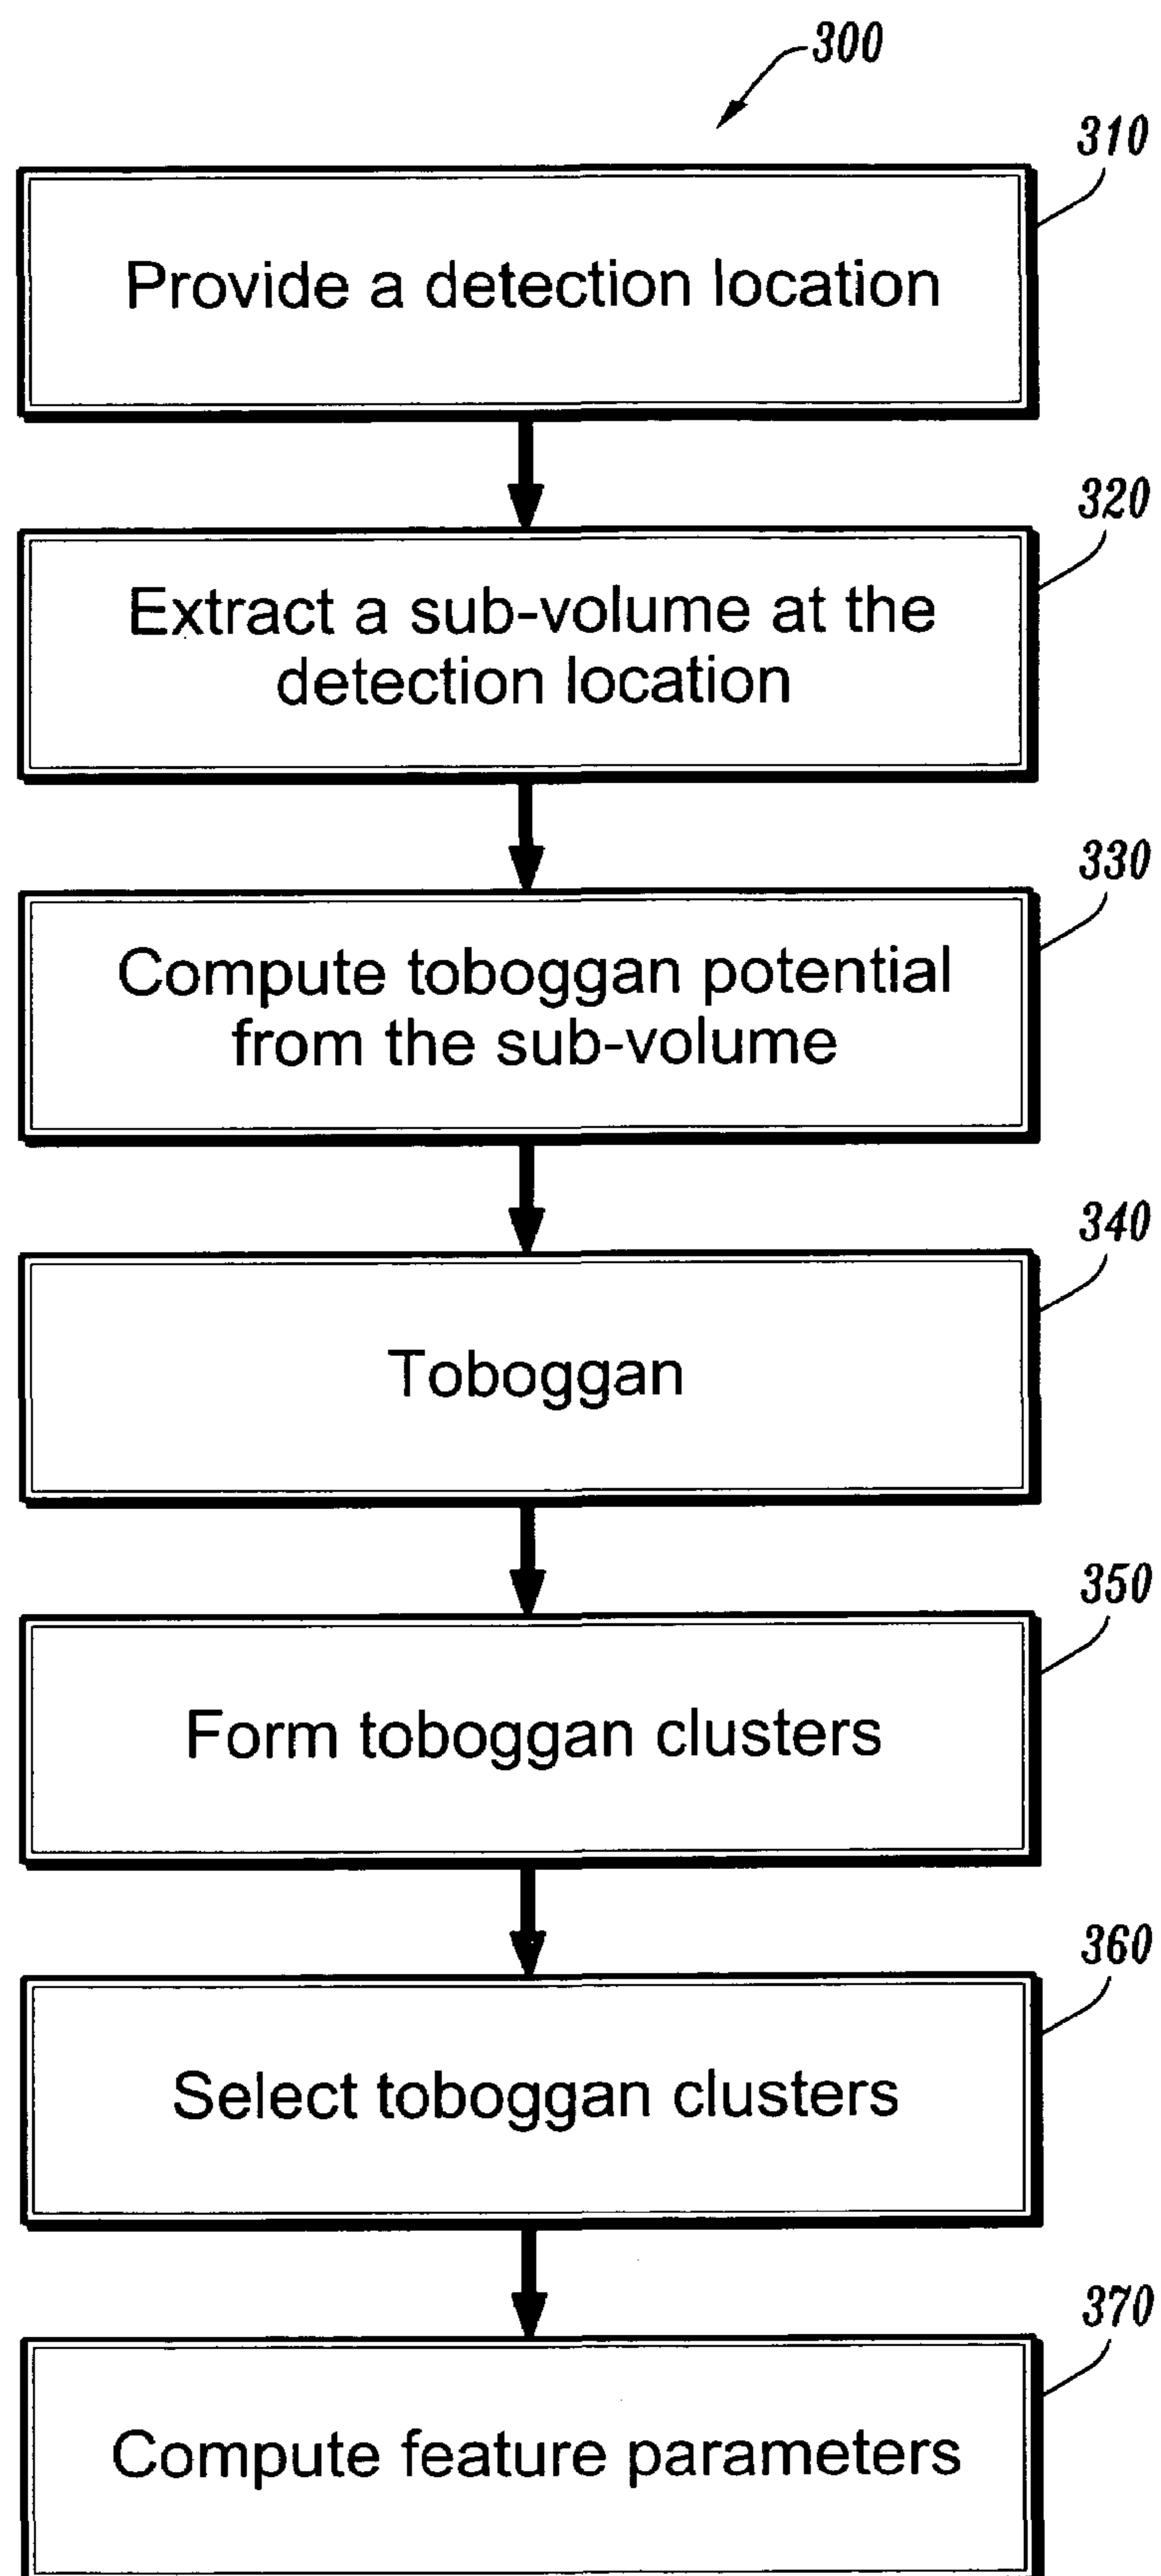 300
310
Provide a detection location
320
Extract a sub-volume at the
detection location
330
Compute toboggan potential
from the sub-volume
340
Toboggan
350
Form toboggan clusters
360
Select toboggan clusters
370
Compute feature parameters